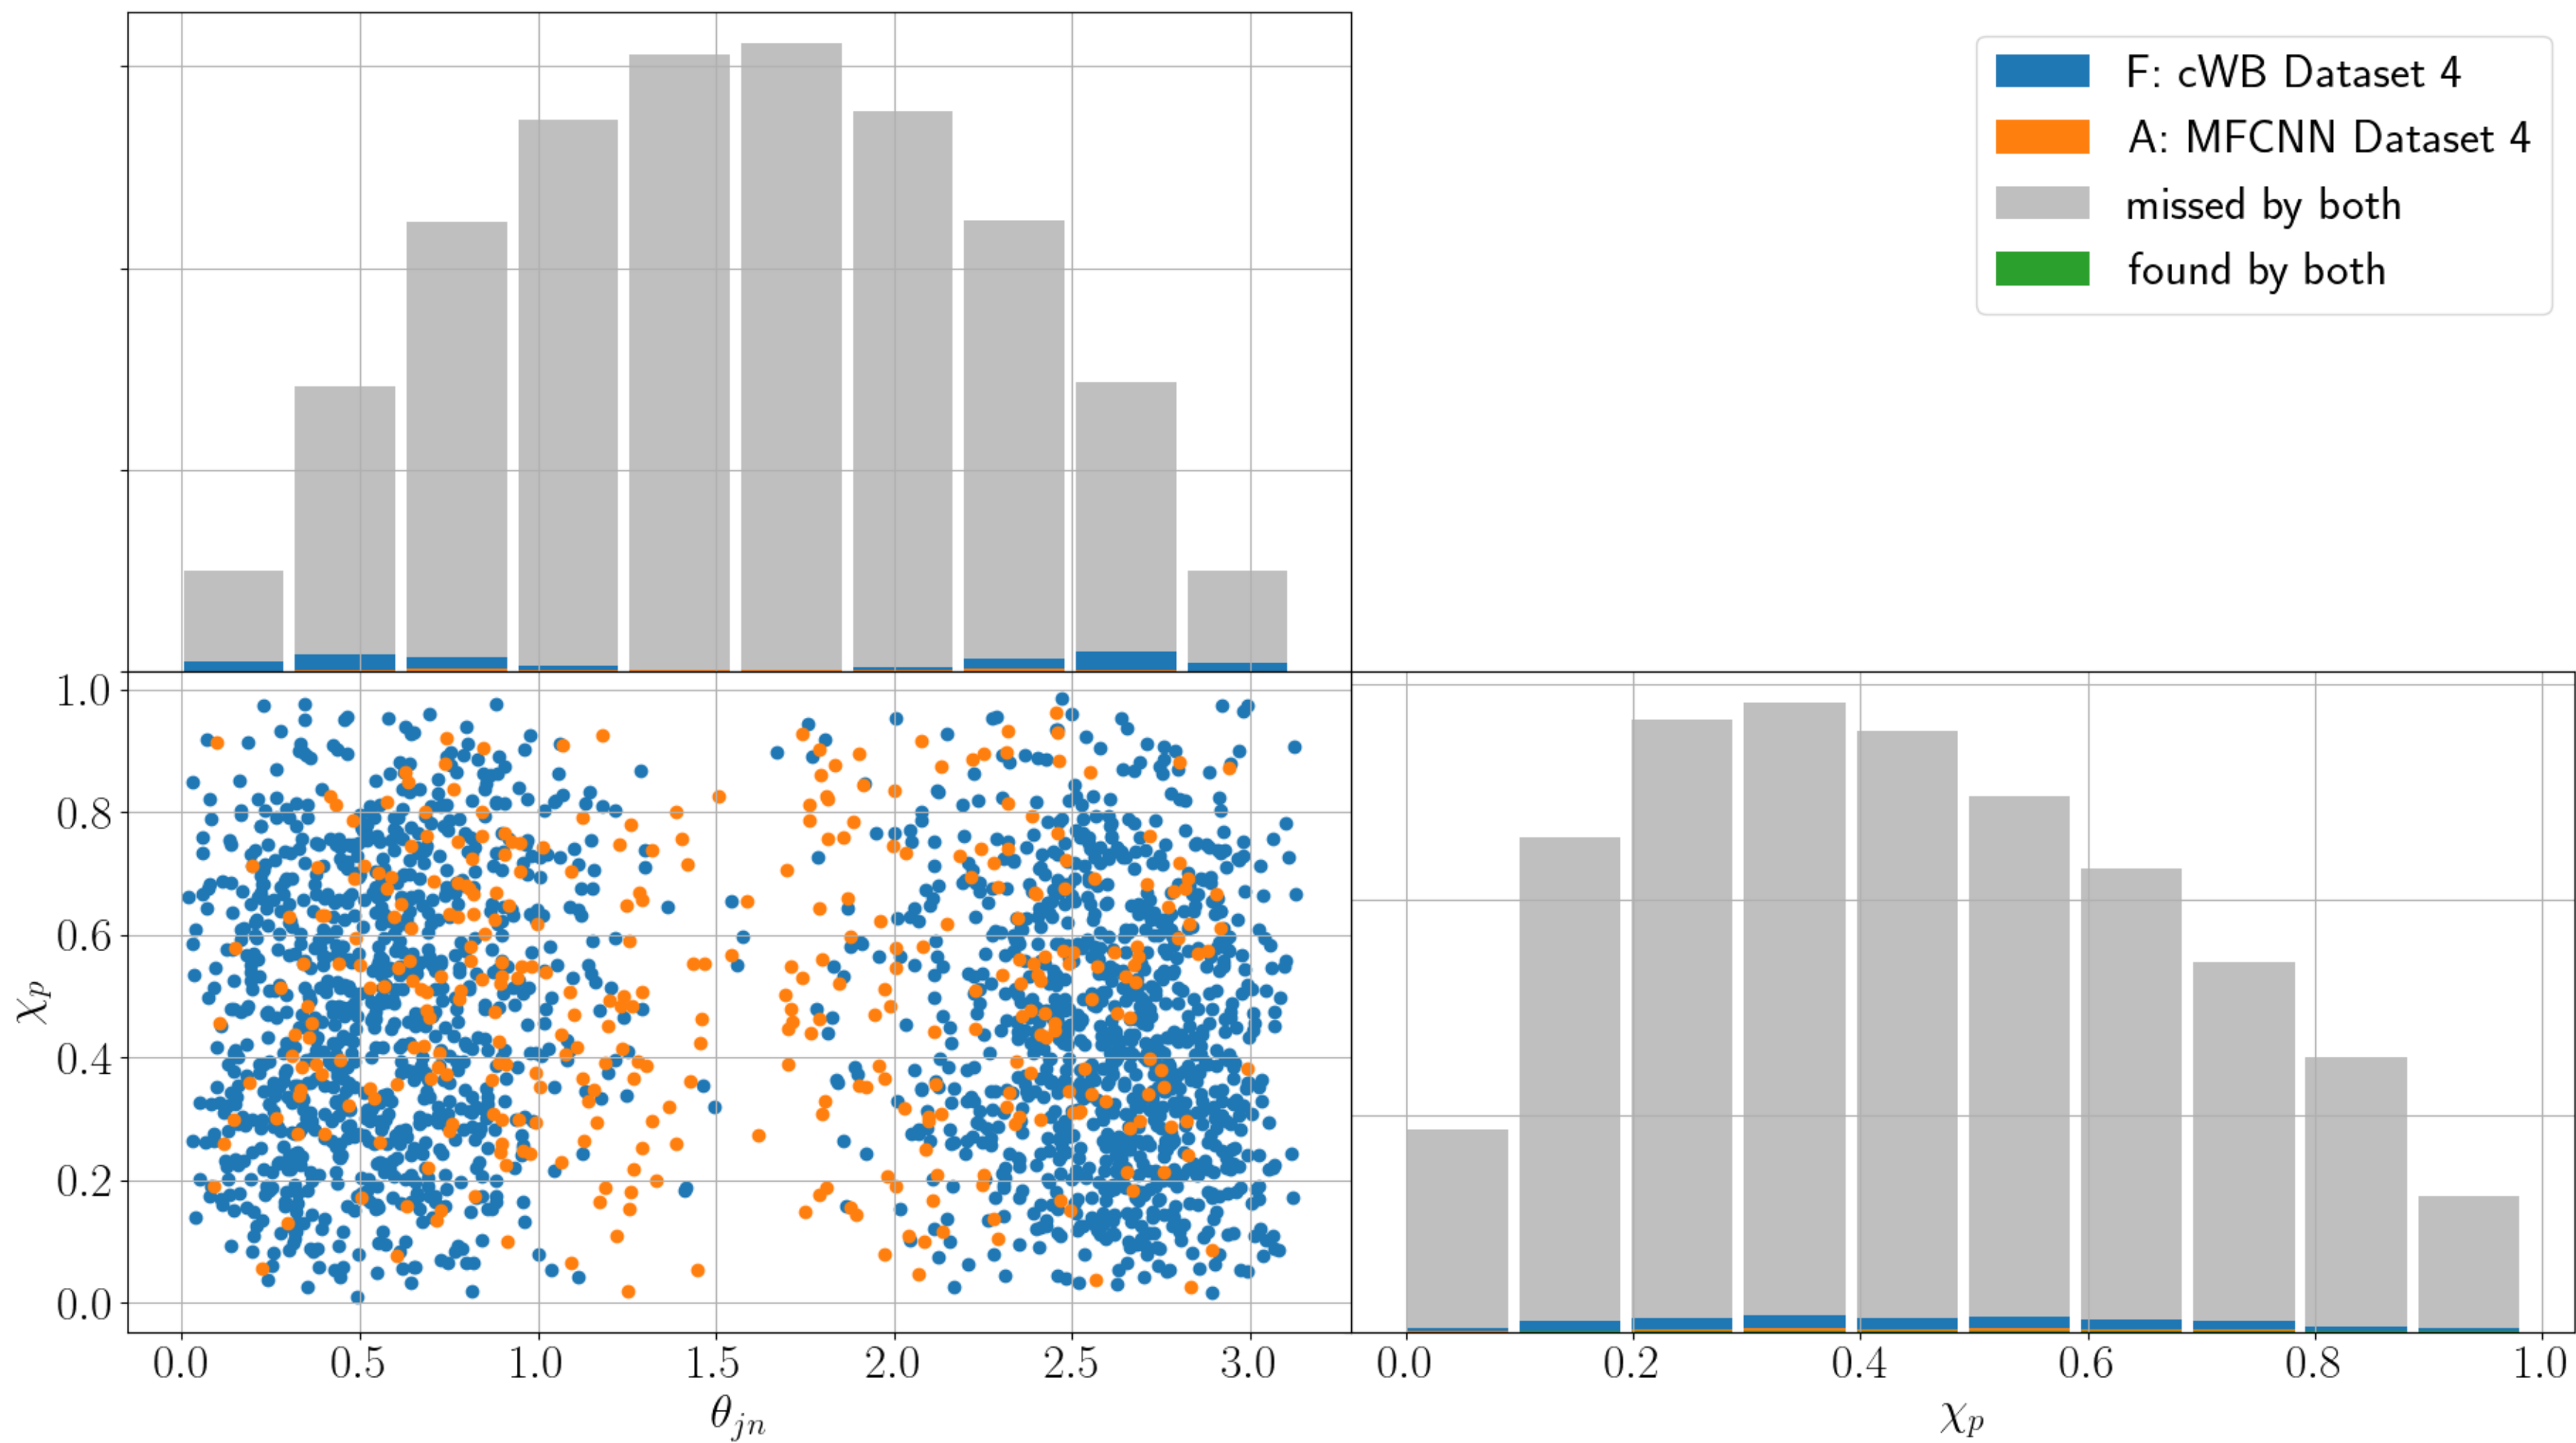 F: cWB Dataset 4
A: MFCNN Dataset 4
missed by both
found by both
1.0
0.8
0.6
0.4
0.2
0.0
χp
0.0 0.5 1.0 1.5 2.0 2.5 3.0
θjn
0.0 0.2 0.4 0.6 0.8 1.0
χp